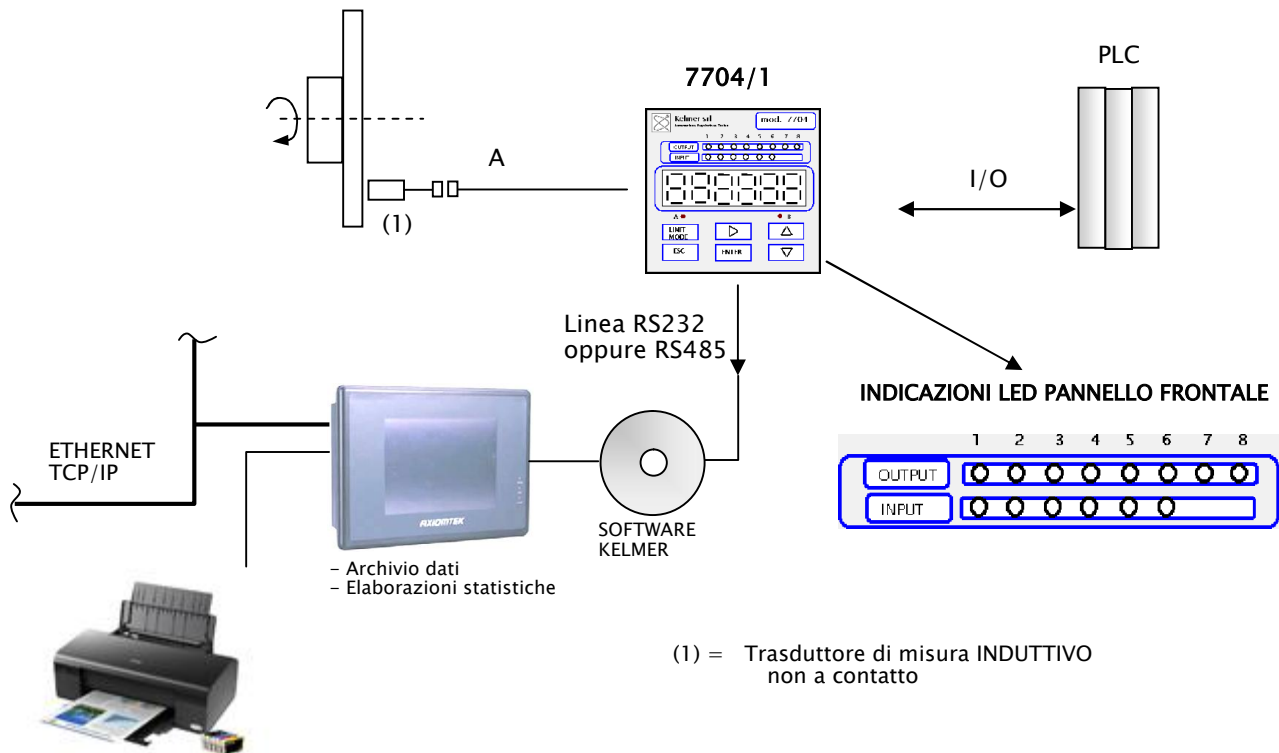 7704/1
PLC
Kelmer srl
mod. 7704
1 2 3 4 5 6 7 8
OUTPUT
INPUT
A
I/O
(1)
A B
LIMIT
MODE
ESC
ENTER
Linea RS232
oppure RS485
INDICAZIONI LED PANNELLO FRONTALE
1 2 3 4 5 6 7 8
OUTPUT
INPUT
ETHERNET
TCP/IP
AXIOMTEK
SOFTWARE
KELMER
- Archivio dati
- Elaborazioni statistiche
(1) = Trasduttore di misura INDUTTIVO
non a contatto